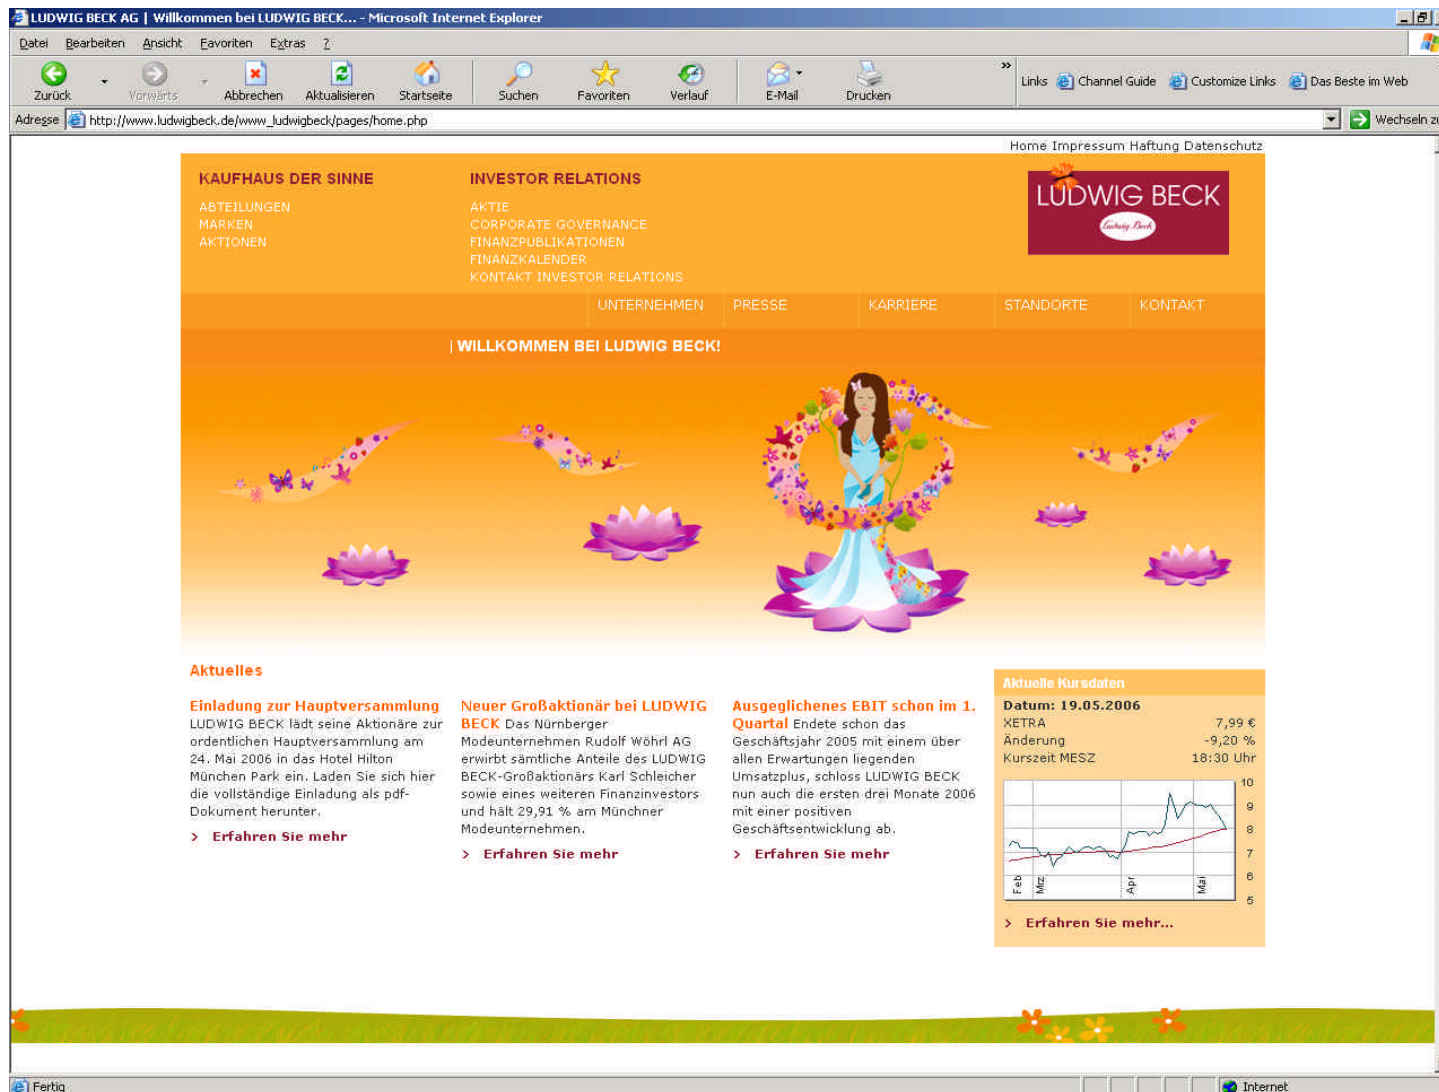 LUDWIG BECK AG | Willkommen bei LUDWIG BECK... - Microsoft Internet Explorer
Datei Bearbeiten Ansicht Favoriten Extras ?
Zurück Vorwärts Abbrechen Aktualisieren Startseite Suchen Favoriten Verlauf E-Mail Drucken » Links Channel Guide Customize Links Das Beste im Web
Adresse http://www.ludwigbeck.de/www_ludwigbeck/pages/home.php Wechseln zu
Home Impressum Haftung Datenschutz
KAUFHAUS DER SINNE
ABTEILUNGEN
MARKEN
AKTIONEN
INVESTOR RELATIONS
AKTIE
CORPORATE GOVERNANCE
FINANZPUBLIKATIONEN
FINANZKALENDER
KONTAKT INVESTOR RELATIONS
LUDWIG BECK
Ludwig Beck
UNTERNEHMEN PRESSE KARRIERE STANDORTE KONTAKT
| WILLKOMMEN BEI LUDWIG BECK!
Aktuelles
Einladung zur Hauptversammlung
LUDWIG BECK lädt seine Aktionäre zur
ordentlichen Hauptversammlung am
24. Mai 2006 in das Hotel Hilton
München Park ein. Laden Sie sich hier
die vollständige Einladung als pdf-
Dokument herunter.
> Erfahren Sie mehr
Neuer Großaktionär bei LUDWIG
BECK Das Nürnberger
Modeunternehmen Rudolf Wöhrl AG
erwirbt sämtliche Anteile des LUDWIG
BECK-Großaktionärs Karl Schleicher
sowie eines weiteren Finanzinvestors
und hält 29,91 % am Münchner
Modeunternehmen.
> Erfahren Sie mehr
Ausgeglichenes EBIT schon im 1.
Quartal Endete schon das
Geschäftsjahr 2005 mit einem über
allen Erwartungen liegenden
Umsatzplus, schloss LUDWIG BECK
nun auch die ersten drei Monate 2006
mit einer positiven
Geschäftsentwicklung ab.
> Erfahren Sie mehr
Aktuelle Kursdaten
Datum: 19.05.2006
XETRA 7,99 €
Änderung -9,20 %
Kurszeit MESZ 18:30 Uhr
10
9
8
7
6
5
Feb Mrz Apr Mai
> Erfahren Sie mehr...
Fertig Internet